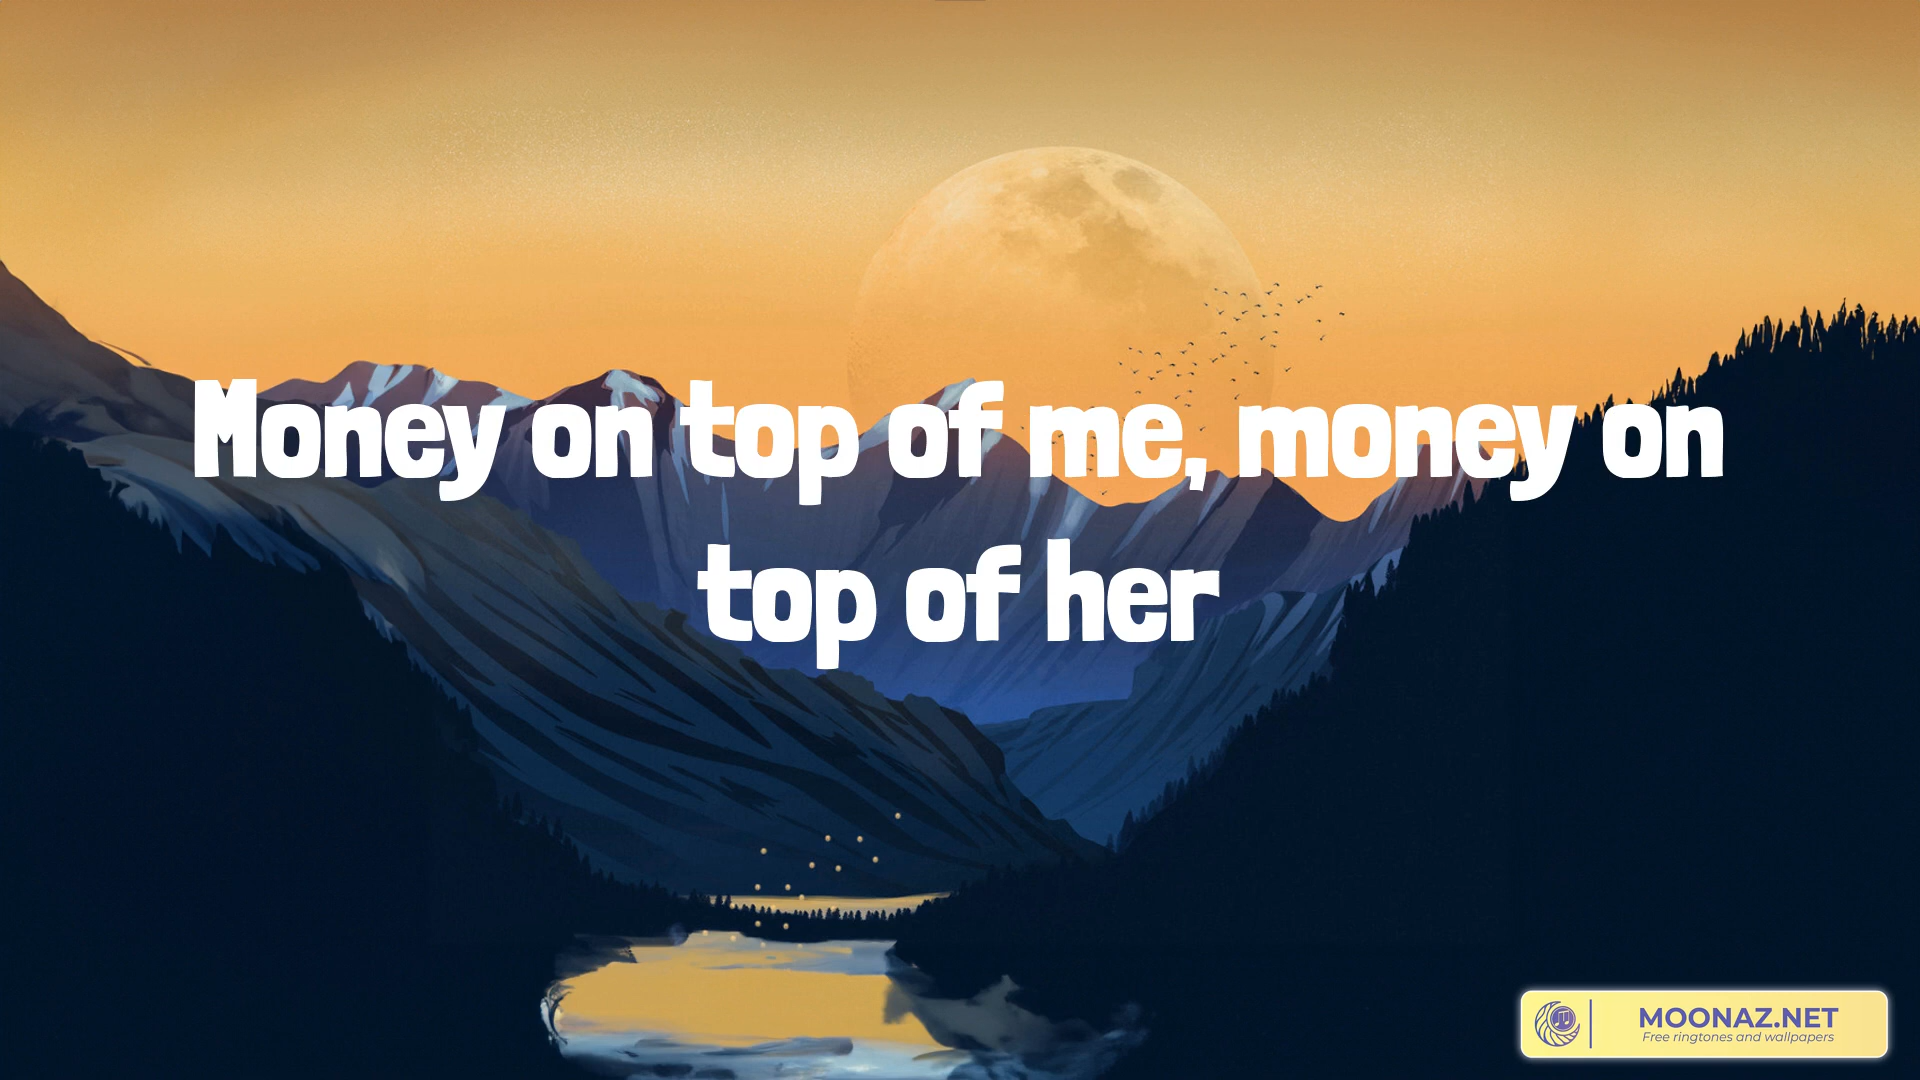 Money on top of me, money on
top of her
MOONAZ.NET
Free ringtones and wallpapers